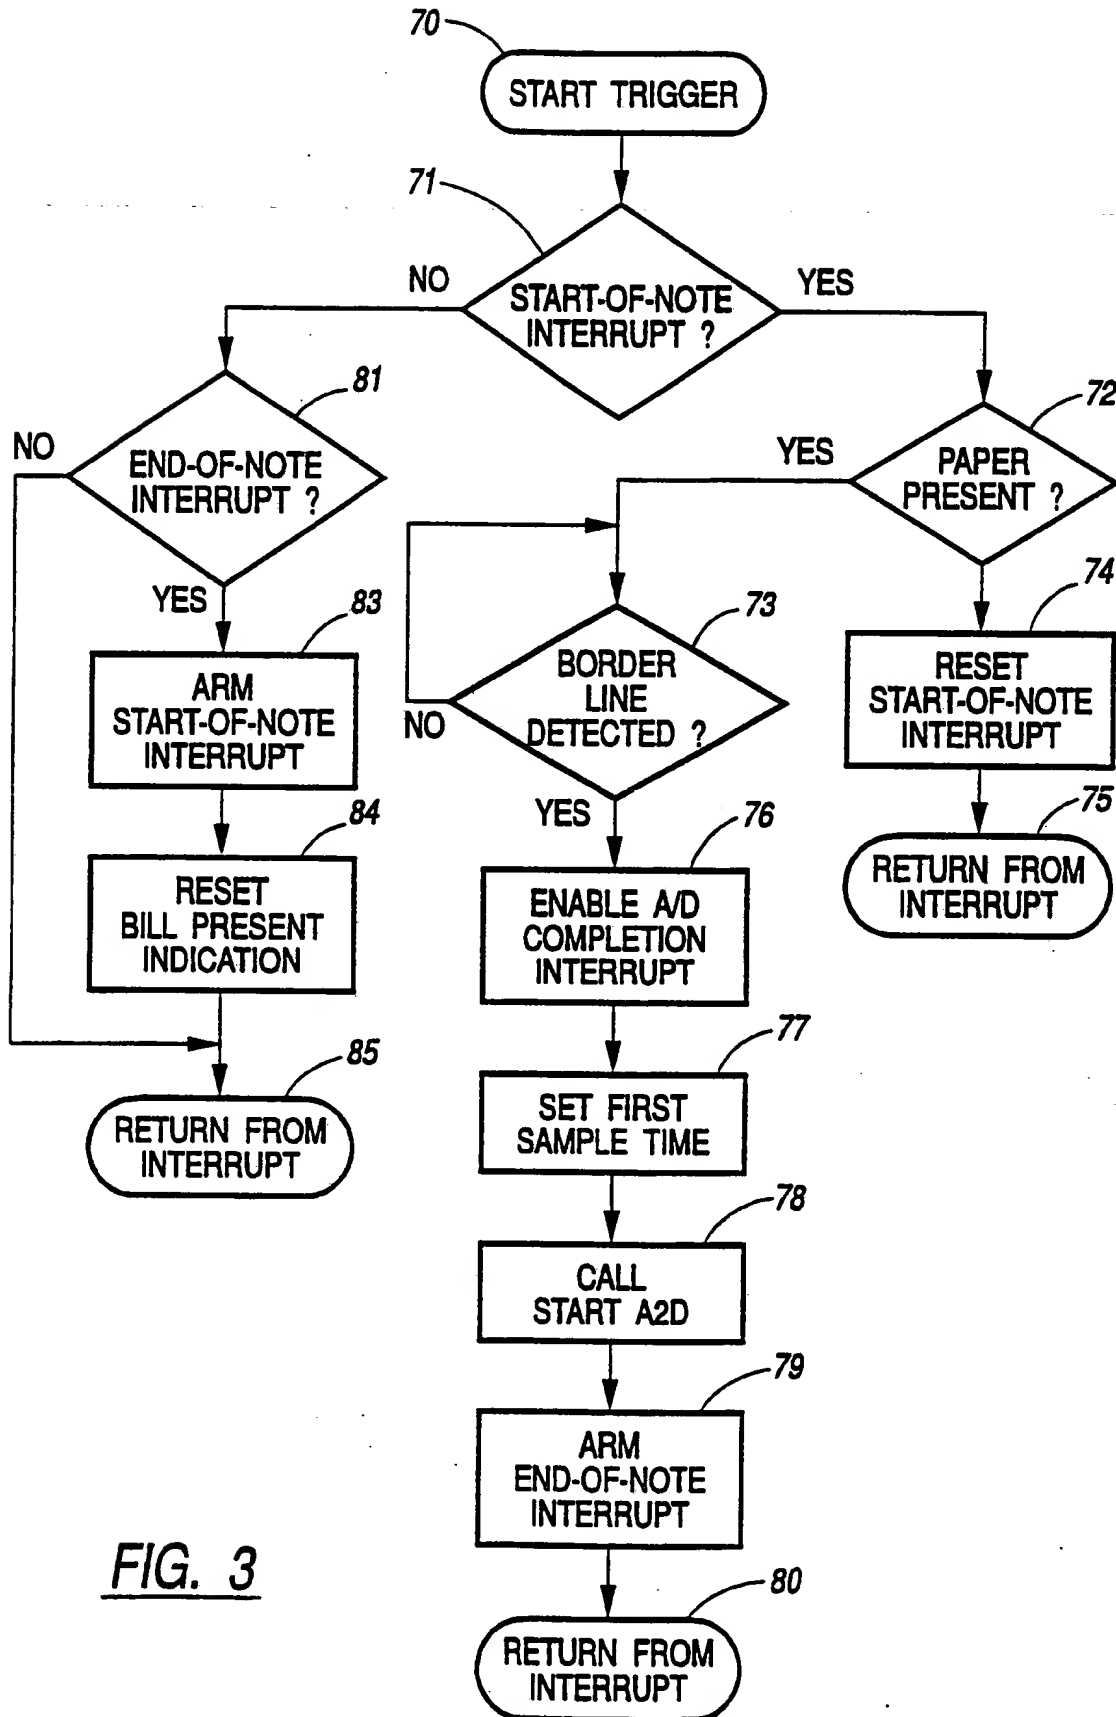 70
START TRIGGER
71
NO
START-OF-NOTE
INTERRUPT ?
YES
81
NO
END-OF-NOTE
INTERRUPT ?
YES
72
YES
PAPER
PRESENT ?
83
ARM
START-OF-NOTE
INTERRUPT
73
BORDER
LINE
DETECTED ?
NO
YES
74
RESET
START-OF-NOTE
INTERRUPT
75
RETURN FROM
INTERRUPT
84
RESET
BILL PRESENT
INDICATION
76
ENABLE A/D
COMPLETION
INTERRUPT
85
RETURN FROM
INTERRUPT
77
SET FIRST
SAMPLE TIME
78
CALL
START A2D
79
ARM
END-OF-NOTE
INTERRUPT
80
RETURN FROM
INTERRUPT
FIG. 3